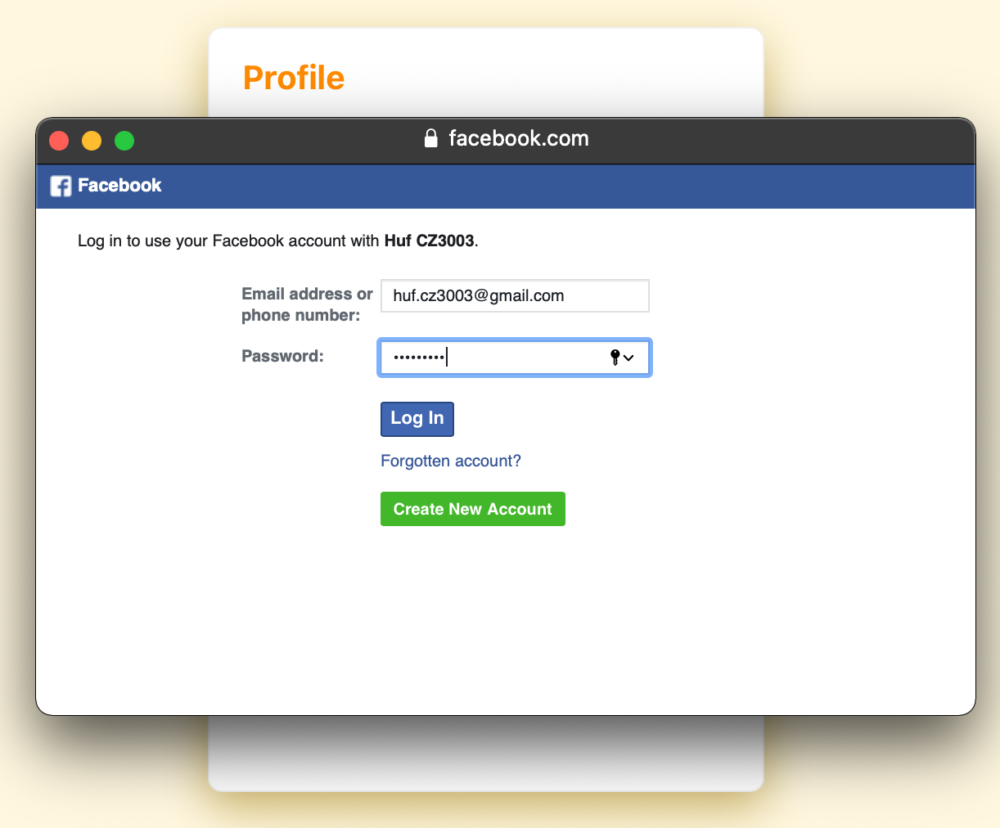 Profile
facebook.com
Facebook
Log in to use your Facebook account with Huf CZ3003.
Email address or
phone number:
huf.cz3003@gmail.com
Password:
•••••••••
Log In
Forgotten account?
Create New Account